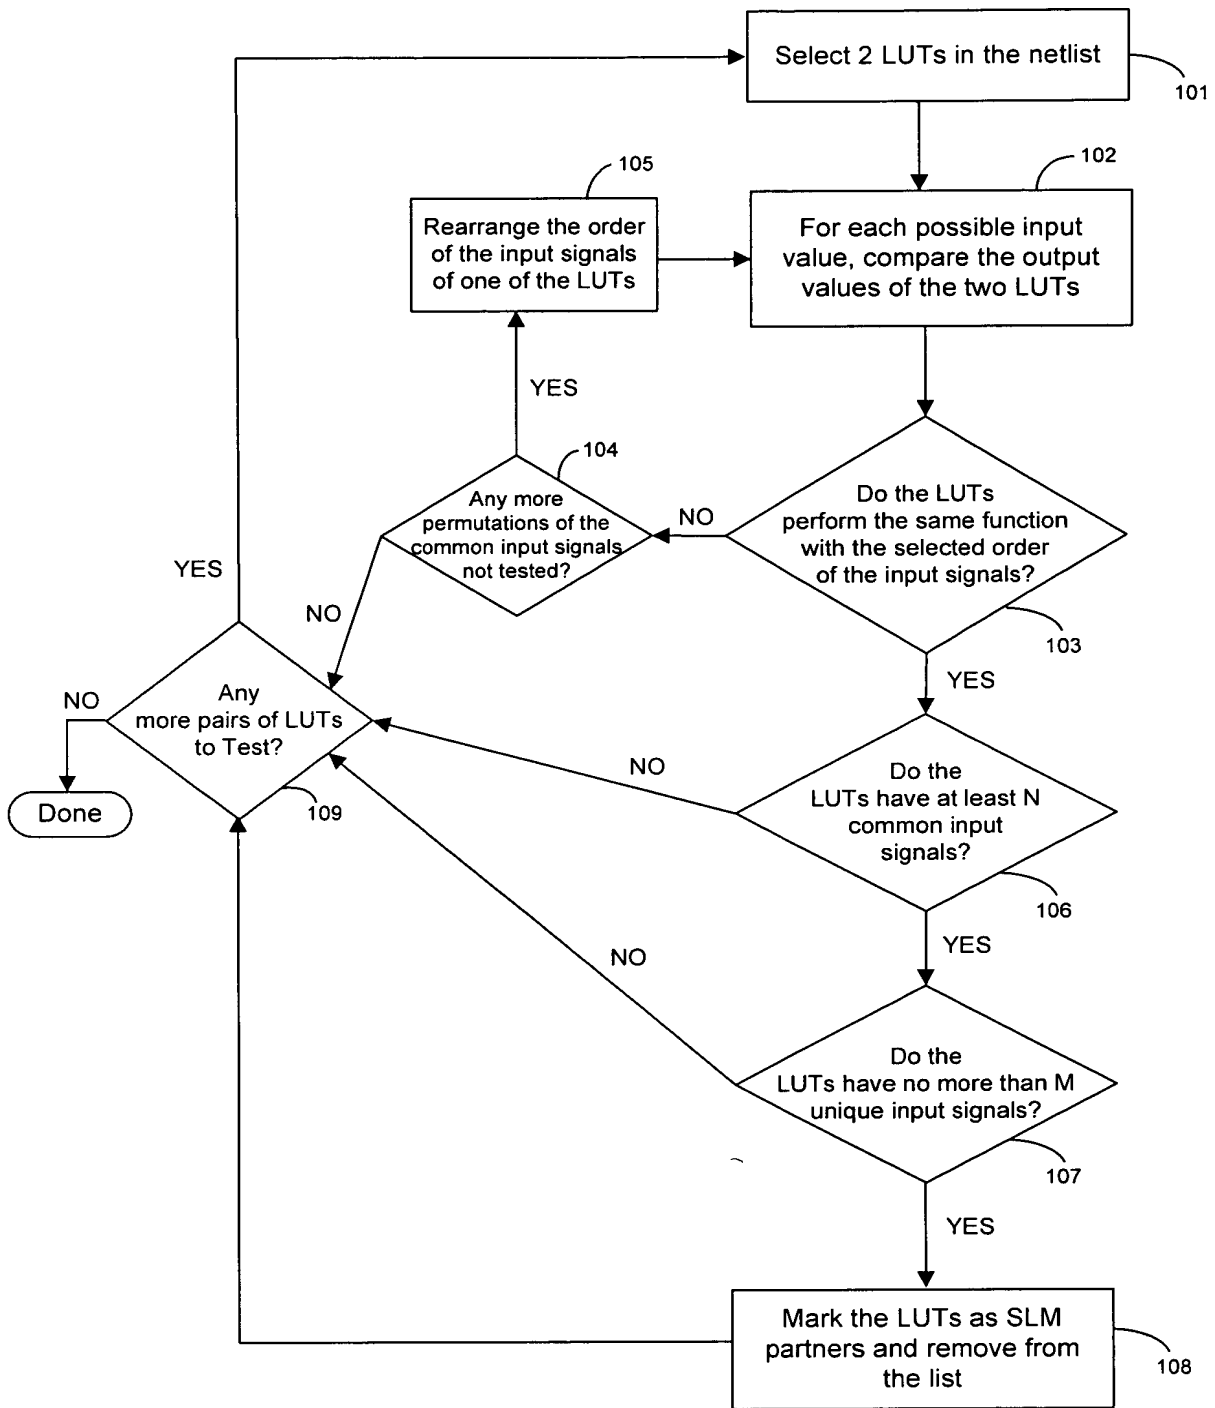 Select 2 LUTs in the netlist
101
102
For each possible input
value, compare the output
values of the two LUTs
105
Rearrange the order
of the input signals
of one of the LUTs
YES
104
Any more
permutations of the
common input signals
not tested?
NO
Do the LUTs
perform the same function
with the selected order
of the input signals?
103
YES
NO
YES
NO
Any
more pairs of LUTs
to Test?
109
Done
NO
Do the
LUTs have at least N
common input
signals?
106
YES
NO
Do the
LUTs have no more than M
unique input signals?
107
YES
Mark the LUTs as SLM
partners and remove from
the list
108